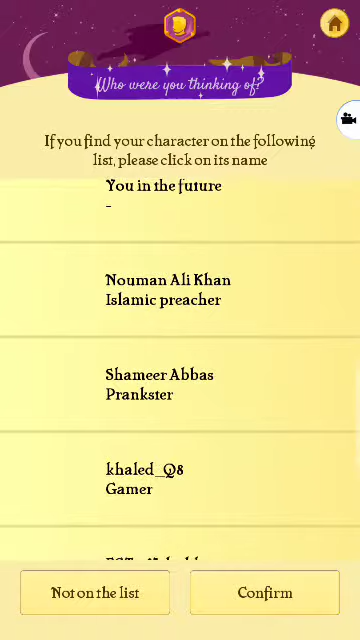 Who were you thinking of?
If you find your character on the following
list, please click on its name
You in the future
-
Nouman Ali Khan
Islamic preacher
Shameer Abbas
Prankster
khaled_Q8
Gamer
Not on the list
Confirm